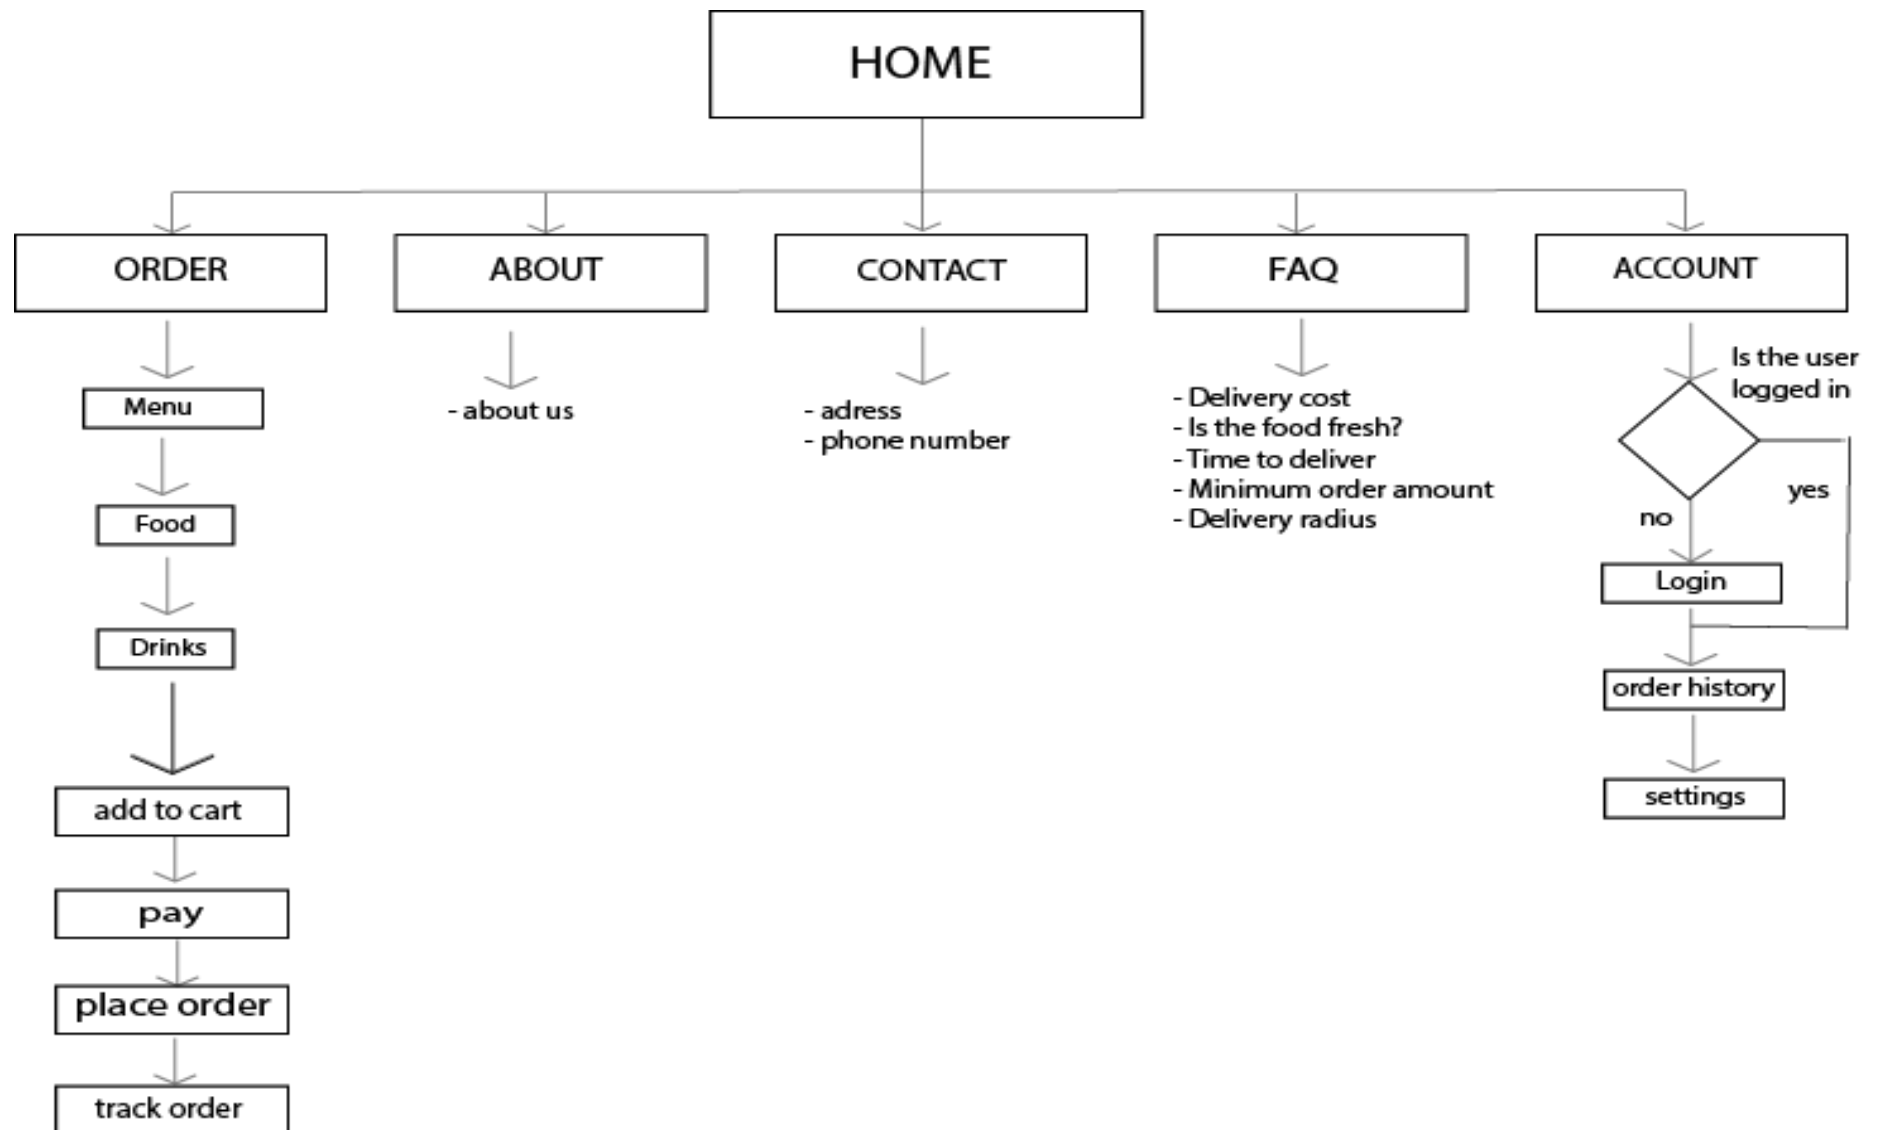 HOME
ORDER
ABOUT
CONTACT
FAQ
ACCOUNT
Menu
Food
Drinks
add to cart
pay
place order
track order
- about us
- adress
- phone number
- Delivery cost
- Is the food fresh?
- Time to deliver
- Minimum order amount
- Delivery radius
Is the user
logged in
yes
no
Login
order history
settings